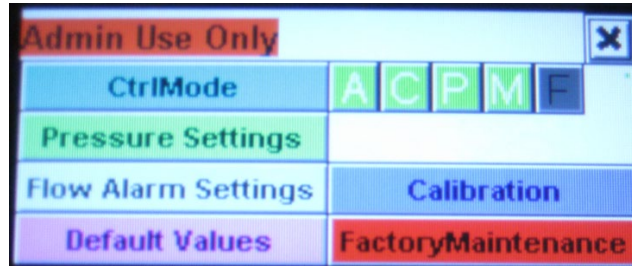 Admin Use Only X
CtrlMode A C P M F
Pressure Settings
Flow Alarm Settings Calibration
Default Values FactoryMaintenance